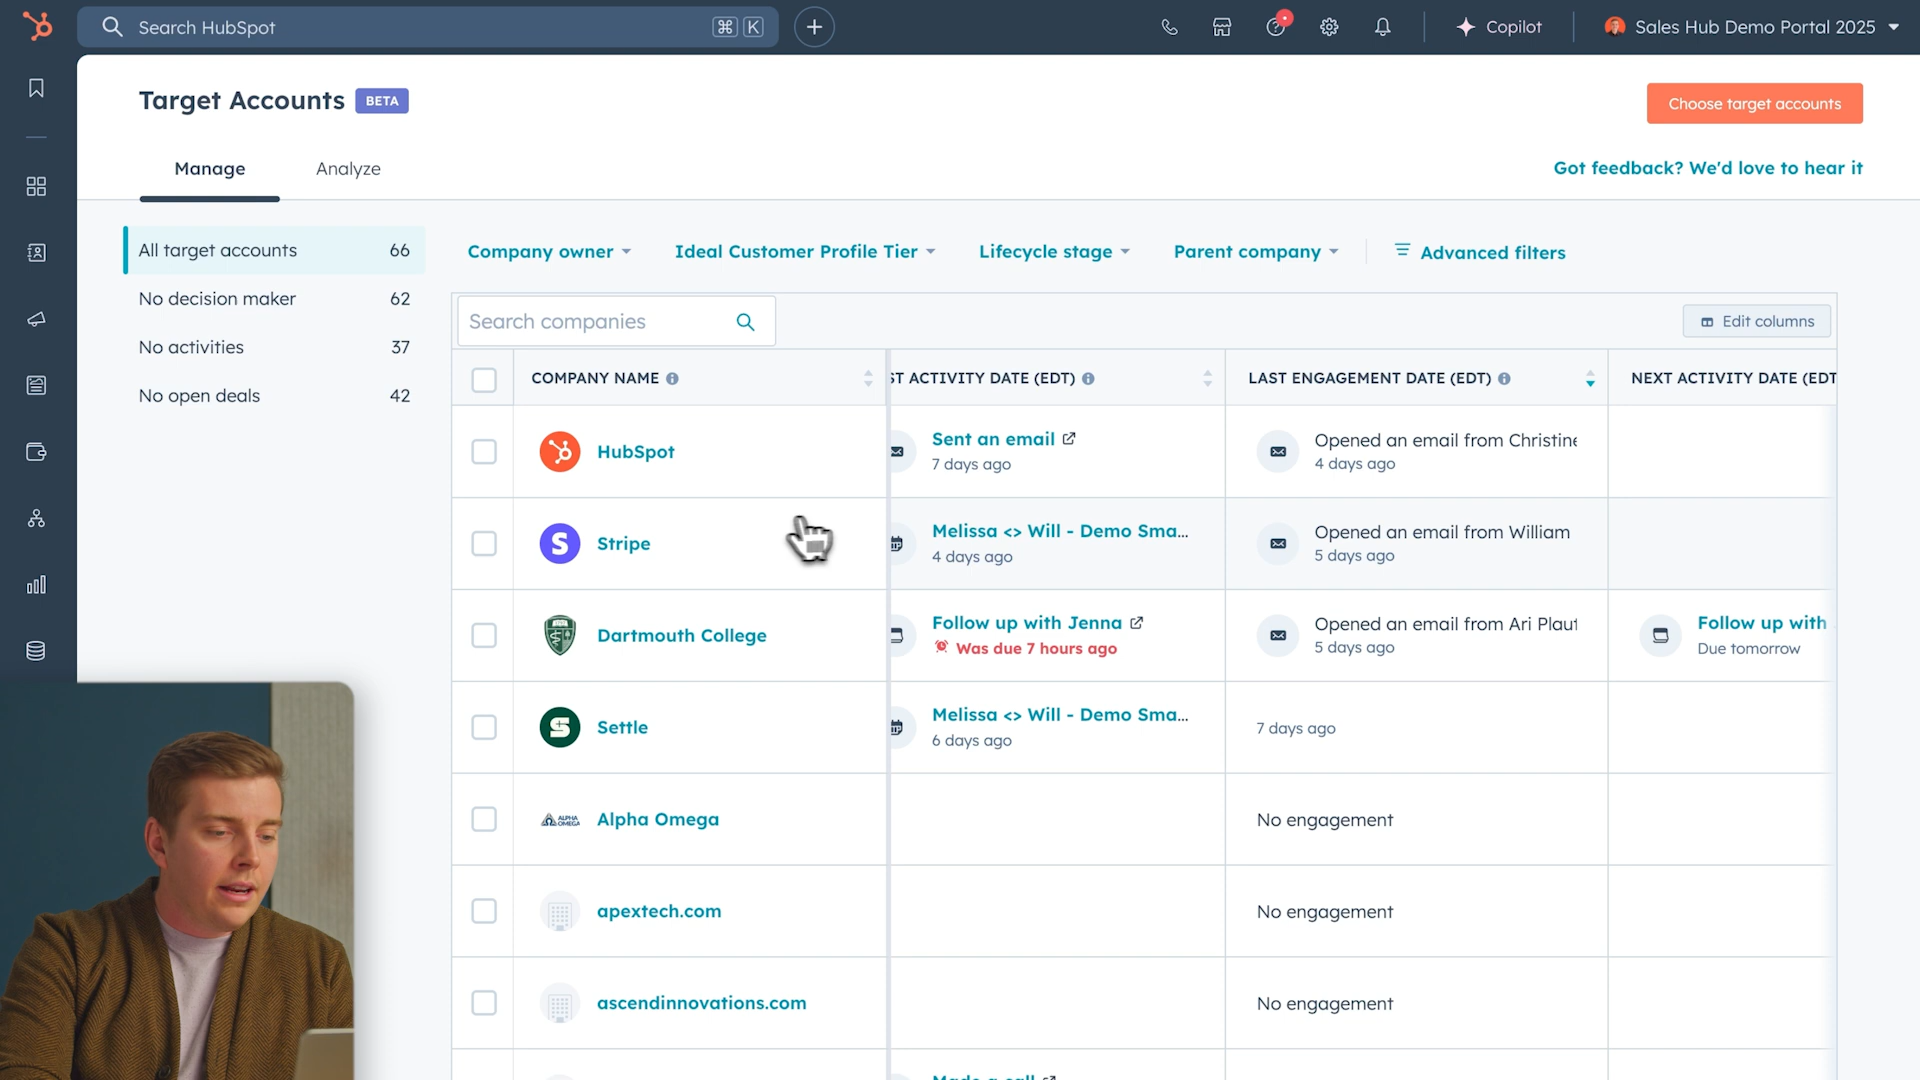 Search HubSpot
⌘ K
Copilot
Sales Hub Demo Portal 2025
Target Accounts
BETA
Choose target accounts
Manage
Analyze
Got feedback? We'd love to hear it
All target accounts 66
No decision maker 62
No activities 37
No open deals 42
Company owner
Ideal Customer Profile Tier
Lifecycle stage
Parent company
Advanced filters
Search companies
Edit columns
COMPANY NAME
ST ACTIVITY DATE (EDT)
LAST ENGAGEMENT DATE (EDT)
NEXT ACTIVITY DATE (EDT
HubSpot
Sent an email
7 days ago
Opened an email from Christine
4 days ago
S
Stripe
Melissa <> Will - Demo Sma...
4 days ago
Opened an email from William
5 days ago
Dartmouth College
Follow up with Jenna
Was due 7 hours ago
Opened an email from Ari Plaut
5 days ago
Follow up with
Due tomorrow
Settle
Melissa <> Will - Demo Sma...
6 days ago
7 days ago
ALPHA
OMEGA
Alpha Omega
No engagement
apextech.com
No engagement
ascendinnovations.com
No engagement
Made a call